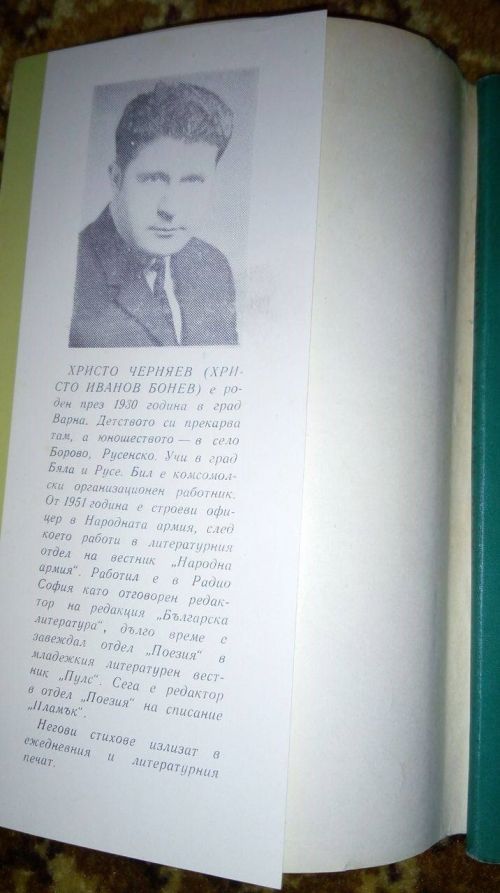 ХРИСТО ЧЕРНЯЕВ (ХРИ-
СТО ИВАНОВ БОНЕВ) е ро-
ден през 1930 година в град
Варна. Детството си прекарва
там, а юношеството — в село
Борово, Русенско. Учи в град
Бяла и Русе. Бил е комсомол-
ски организационен работник.
От 1951 година е строеви офи-
цер в Народната армия, след
което работи в литературния
отдел на вестник „Народна
армия“. Работил е в Радио
София като отговорен редак-
тор на редакция „Българска
литература“, дълго време е
завеждал отдел „Поезия“ в
младежкия литературен вест-
ник „Пулс“. Сега е редактор
в отдел „Поезия“ на списание
„Пламък“.
Негови стихове излизат в
ежедневния и литературния
печат.